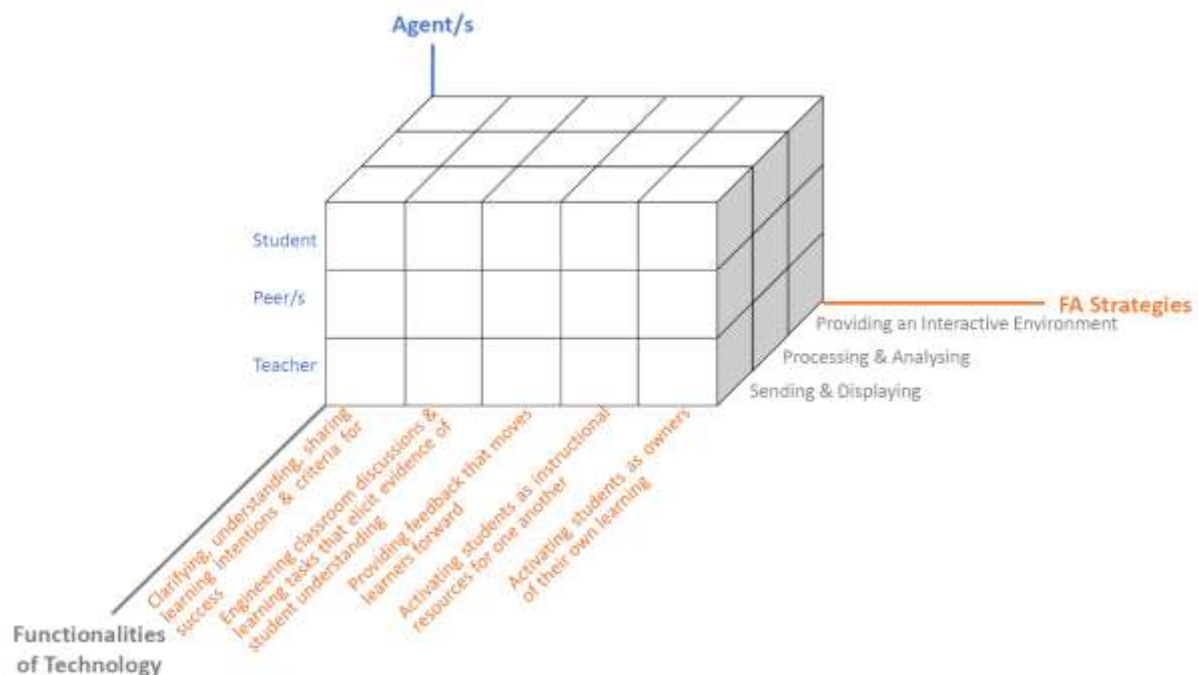 Agent/s
Student
Peer/s
Teacher
FA Strategies
Providing an Interactive Environment
Processing & Analysing
Sending & Displaying
Clarifying, understanding, sharing
learning intentions & criteria for
success
Engineering classroom discussions &
learning tasks that elicit evidence of
student understanding
Providing feedback that moves
learners forward
Activating students as instructional
resources for one another
Activating students as owners
of their own learning
Functionalities
of Technology